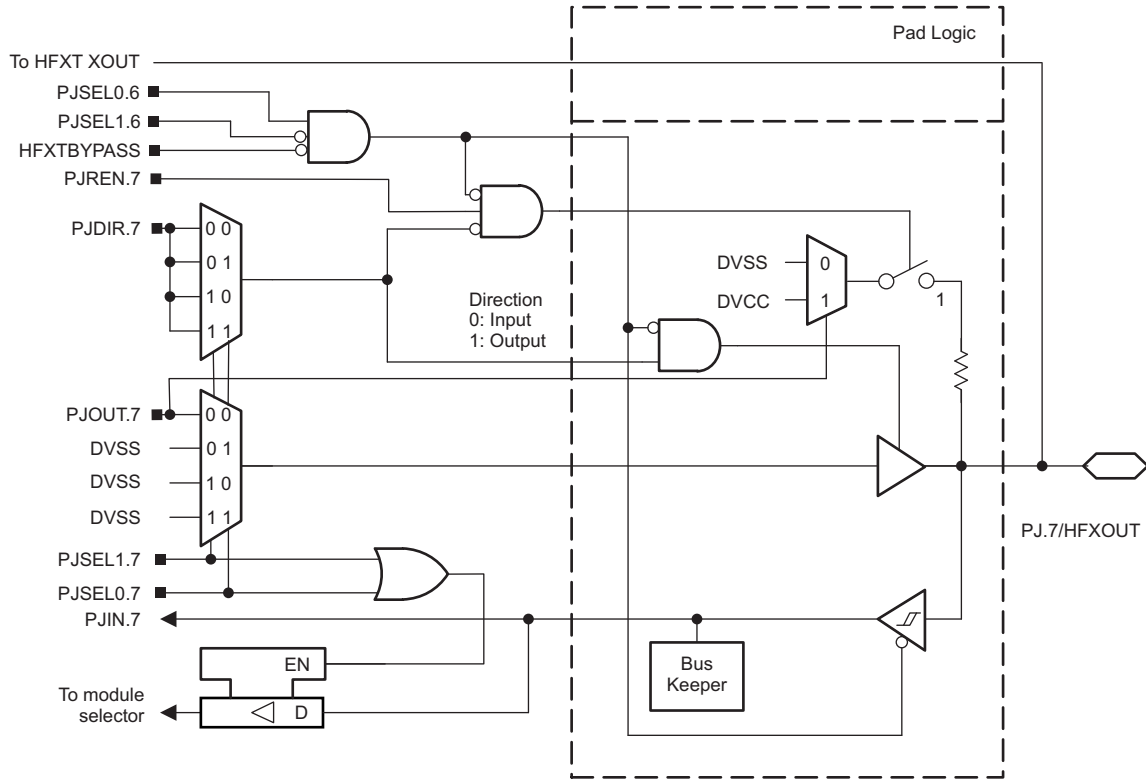 Pad Logic
To HFXT XOUT
PJSEL0.6
PJSEL1.6
HFXTBYPASS
PJREN.7
PJDIR.7
0 0
0 1
1 0
1 1
DVSS
0
DVCC
1
1
Direction
0: Input
1: Output
PJOUT.7
0 0
DVSS
0 1
DVSS
1 0
DVSS
1 1
PJ.7/HFXOUT
PJSEL1.7
PJSEL0.7
PJIN.7
EN
Bus
Keeper
To module
selector
D